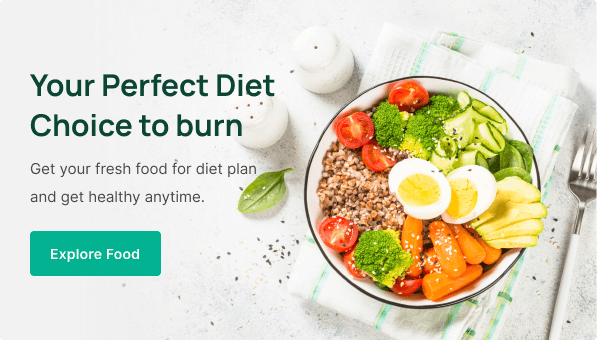 Your Perfect Diet
Choice to burn
Get your fresh food for diet plan
and get healthy anytime.
Explore Food